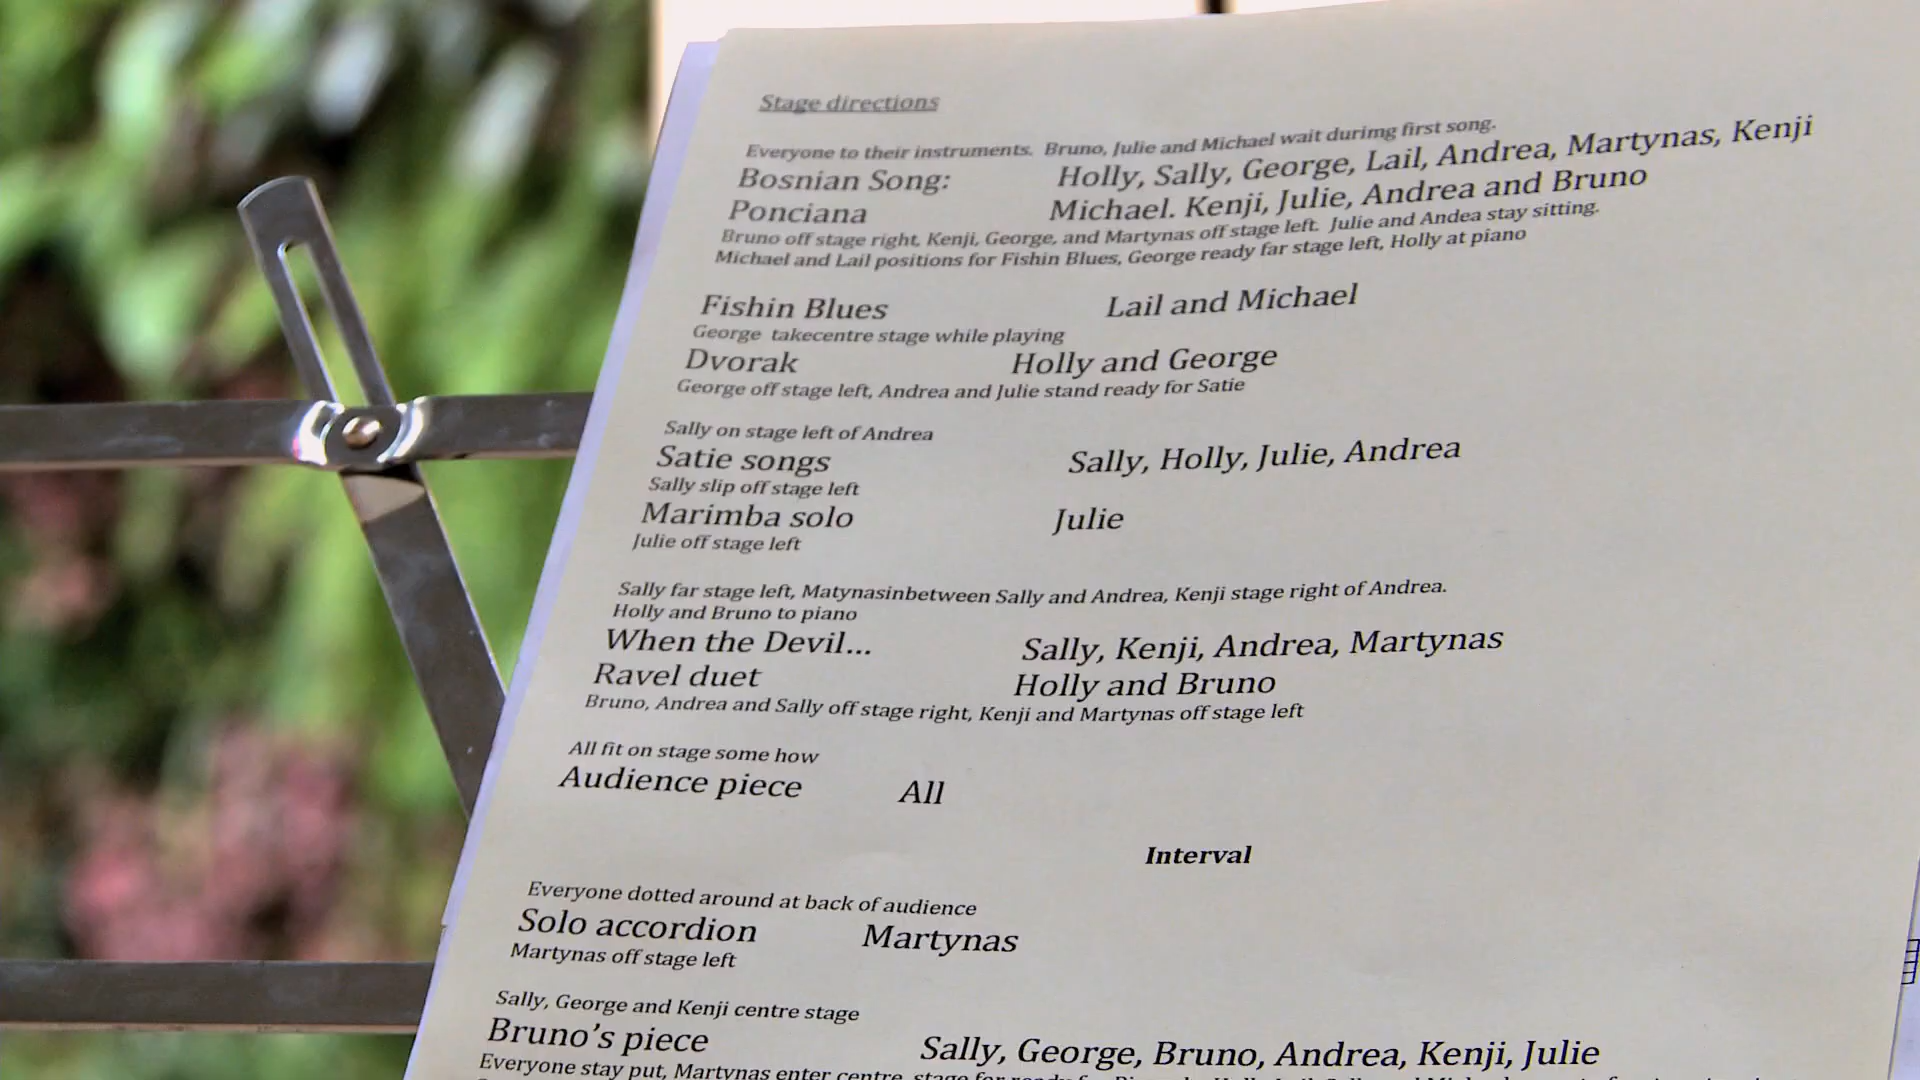 Stage directions
Everyone to their instruments. Bruno, Julie and Michael wait durimg first song.
Bosnian Song: Holly, Sally, George, Lail, Andrea, Martynas, Kenji
Ponciana Michael. Kenji, Julie, Andrea and Bruno
Bruno off stage right, Kenji, George, and Martynas off stage left. Julie and Andea stay sitting.
Michael and Lail positions for Fishin Blues, George ready far stage left, Holly at piano
Fishin Blues Lail and Michael
George takecentre stage while playing
Dvorak Holly and George
George off stage left, Andrea and Julie stand ready for Satie
Sally on stage left of Andrea
Satie songs Sally, Holly, Julie, Andrea
Sally slip off stage left
Marimba solo Julie
Julie off stage left
Sally far stage left, Matynasinbetween Sally and Andrea, Kenji stage right of Andrea.
Holly and Bruno to piano
When the Devil... Sally, Kenji, Andrea, Martynas
Ravel duet Holly and Bruno
Bruno, Andrea and Sally off stage right, Kenji and Martynas off stage left
All fit on stage some how
Audience piece All
Interval
Everyone dotted around at back of audience
Solo accordion Martynas
Martynas off stage left
Sally, George and Kenji centre stage
Bruno's piece Sally, George, Bruno, Andrea, Kenji, Julie
Everyone stay put, Martynas enter centre